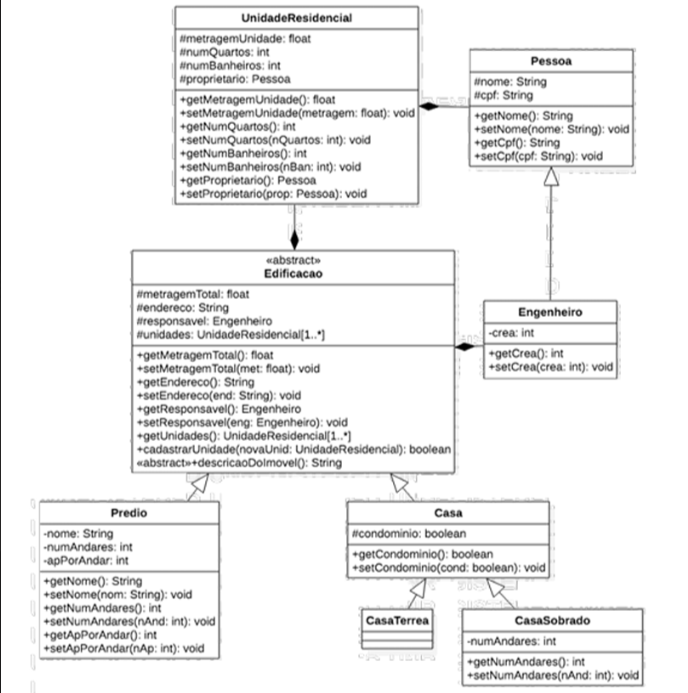 UnidadeResidencial
#metragemUnidade: float
#numQuartos: int
#numBanheiros: int
#proprietario: Pessoa
+getMetragemUnidade(): float
+setMetragemUnidade(metragem: float): void
+getNumQuartos(): int
+setNumQuartos(nQuartos: int): void
+getNumBanheiros(): int
+setNumBanheiros(nBan: int): void
+getProprietario(): Pessoa
+setProprietario(prop: Pessoa): void
Pessoa
#nome: String
#cpf: String
+getNome(): String
+setNome(nome: String): void
+getCpf(): String
+setCpf(cpf: String): void
«abstract»
Edificacao
#metragemTotal: float
#endereco: String
#responsavel: Engenheiro
#unidades: UnidadeResidencial[1..*]
+getMetragemTotal(): float
+setMetragemTotal(met: float): void
+getEndereco(): String
+setEndereco(end: String): void
+getResponsavel(): Engenheiro
+setResponsavel(eng: Engenheiro): void
+getUnidades(): UnidadeResidencial[1..*]
+cadastrarUnidade(novaUnid: UnidadeResidencial): boolean
«abstract»+descricaoDoImovel(): String
Engenheiro
-crea: int
+getCrea(): int
+setCrea(crea: int): void
Predio
-nome: String
-numAndares: int
-apPorAndar: int
+getNome(): String
+setNome(nom: String): void
+getNumAndares(): int
+setNumAndares(nAnd: int): void
+getApPorAndar(): int
+setApPorAndar(nAp: int): void
Casa
#condominio: boolean
+getCondominio(): boolean
+setCondominio(cond: boolean): void
CasaTerrea
CasaSobrado
-numAndares: int
+getNumAndares(): int
+setNumAndares(nAnd: int): void